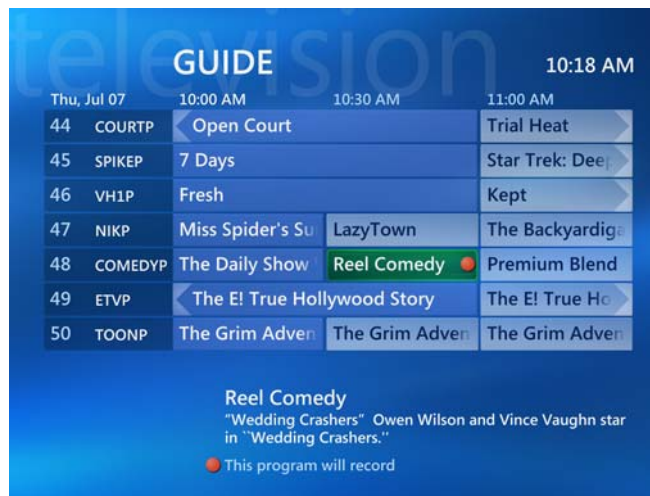 television
GUIDE
10:18 AM
Thu, Jul 07 10:00 AM 10:30 AM 11:00 AM
44 COURTP Open Court Trial Heat
45 SPIKEP 7 Days Star Trek: Deep
46 VH1P Fresh Kept
47 NIKP Miss Spider's Su LazyTown The Backyardiga
48 COMEDYP The Daily Show Reel Comedy Premium Blend
49 ETVP The E! True Hollywood Story The E! True Ho
50 TOONP The Grim Adven The Grim Adven The Grim Adven
Reel Comedy
"Wedding Crashers" Owen Wilson and Vince Vaughn star
in ``Wedding Crashers.''
This program will record